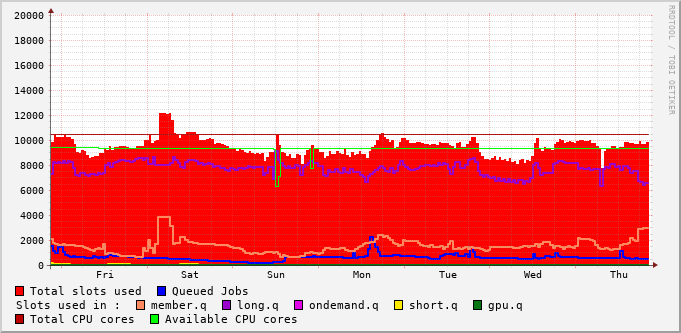 20000
18000
16000
14000
12000
10000
8000
6000
4000
2000
0
Fri Sat Sun Mon Tue Wed Thu
Total slots used Queued Jobs
Slots used in : member.q long.q ondemand.q short.q gpu.q
Total CPU cores Available CPU cores
RRDTOOL / TOBI OETIKER